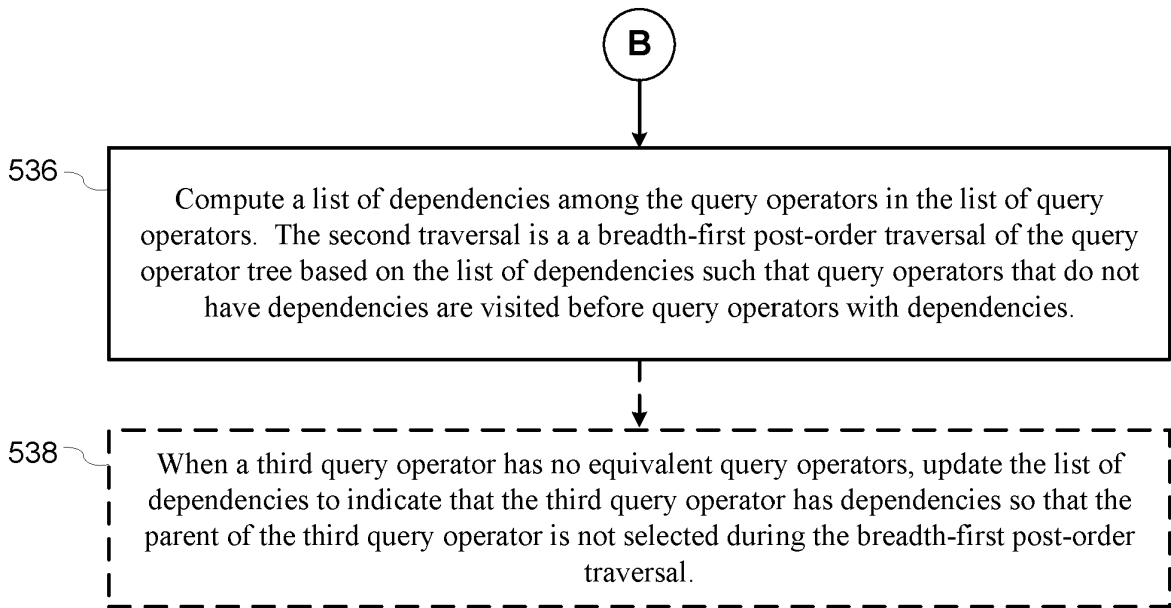 B
536
Compute a list of dependencies among the query operators in the list of query
operators.  The second traversal is a a breadth-first post-order traversal of the query
operator tree based on the list of dependencies such that query operators that do not
have dependencies are visited before query operators with dependencies.
538
When a third query operator has no equivalent query operators, update the list of
dependencies to indicate that the third query operator has dependencies so that the
parent of the third query operator is not selected during the breadth-first post-order
traversal.